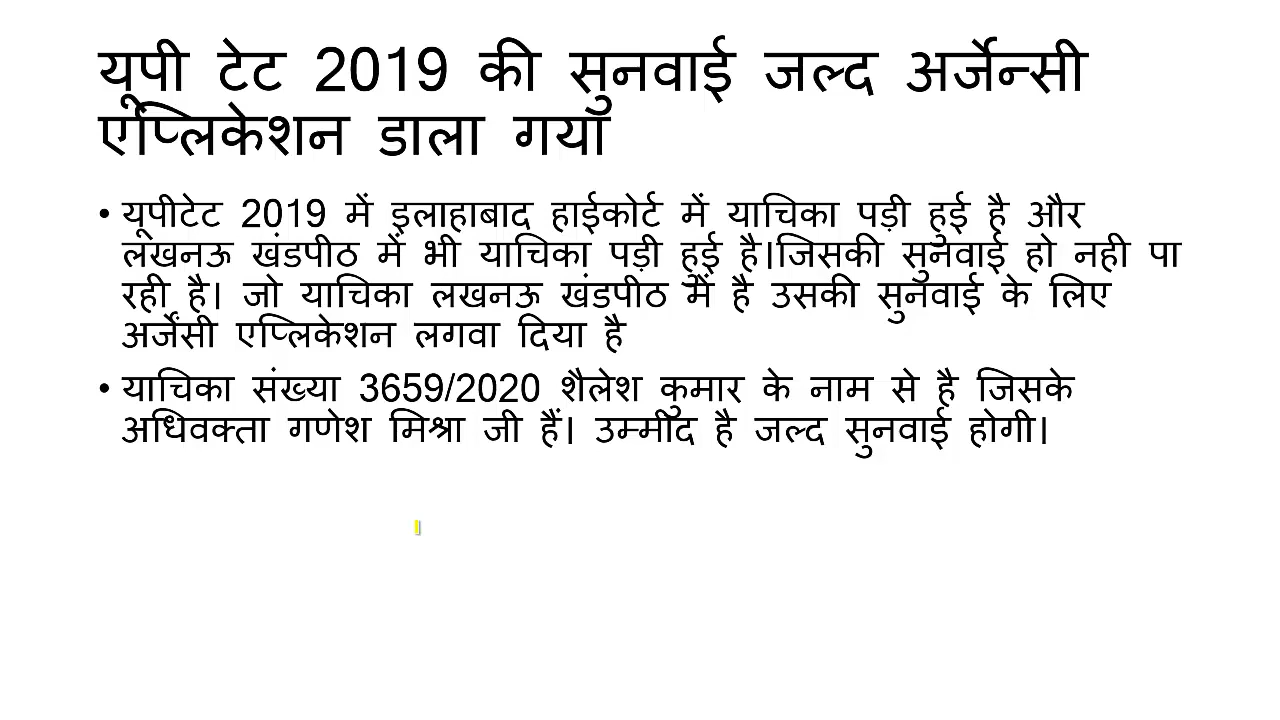 यूपी टेट 2019 की सुनवाई जल्द अर्जेन्सी
एप्लिकेशन डाला गया
• यूपीटेट 2019 में इलाहाबाद हाईकोर्ट में याचिका पड़ी हुई है और
लखनऊ खंडपीठ में भी याचिका पड़ी हुई है।जिसकी सुनवाई हो नही पा
रही है। जो याचिका लखनऊ खंडपीठ में है उसकी सुनवाई के लिए
अर्जेंसी एप्लिकेशन लगवा दिया है
• याचिका संख्या 3659/2020 शैलेश कुमार के नाम से है जिसके
अधिवक्ता गणेश मिश्रा जी हैं। उम्मीद है जल्द सुनवाई होगी।